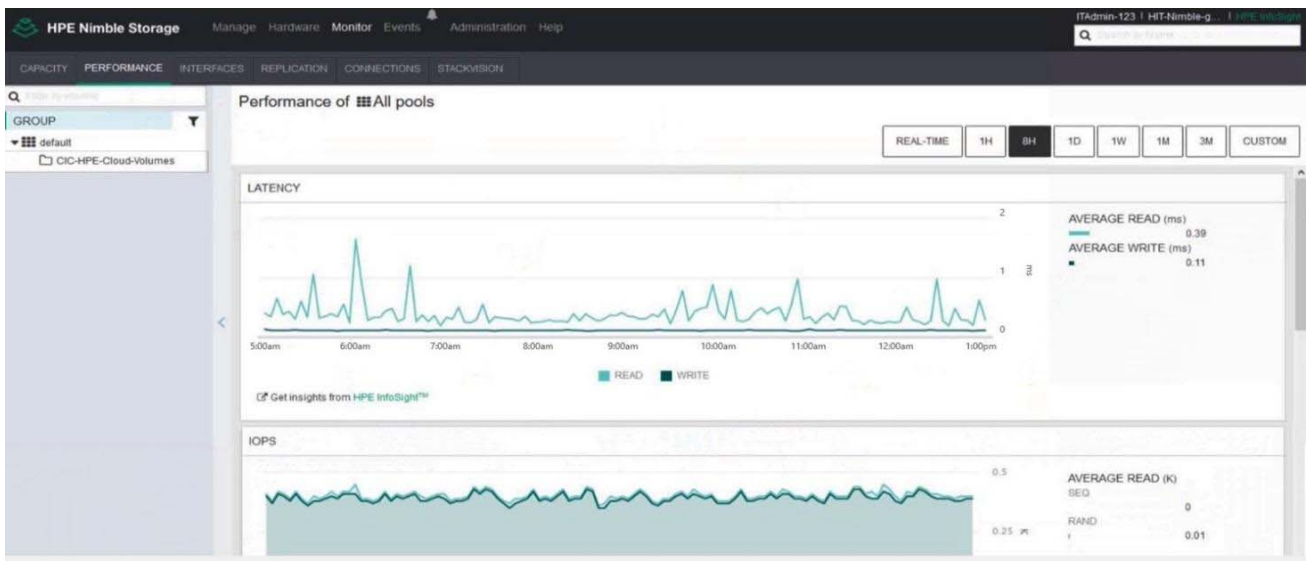 HPE Nimble Storage
Manage Hardware Monitor Events Administration Help
ITAdmin-123 | HIT-Nimble-g... | HPE InfoSight
CAPACITY PERFORMANCE INTERFACES REPLICATION CONNECTIONS STACKVISION
GROUP
default
CIC-HPE-Cloud-Volumes
Performance of All pools
REAL-TIME 1H 8H 1D 1W 1M 3M CUSTOM
LATENCY
2
1
ms
0
5:00am 6:00am 7:00am 8:00am 9:00am 10:00am 11:00am 12:00am 1:00pm
READ WRITE
AVERAGE READ (ms)
0.39
AVERAGE WRITE (ms)
0.11
Get insights from HPE InfoSight™
IOPS
0.5
0.25 K
AVERAGE READ (K)
SEQ
0
RAND
0.01